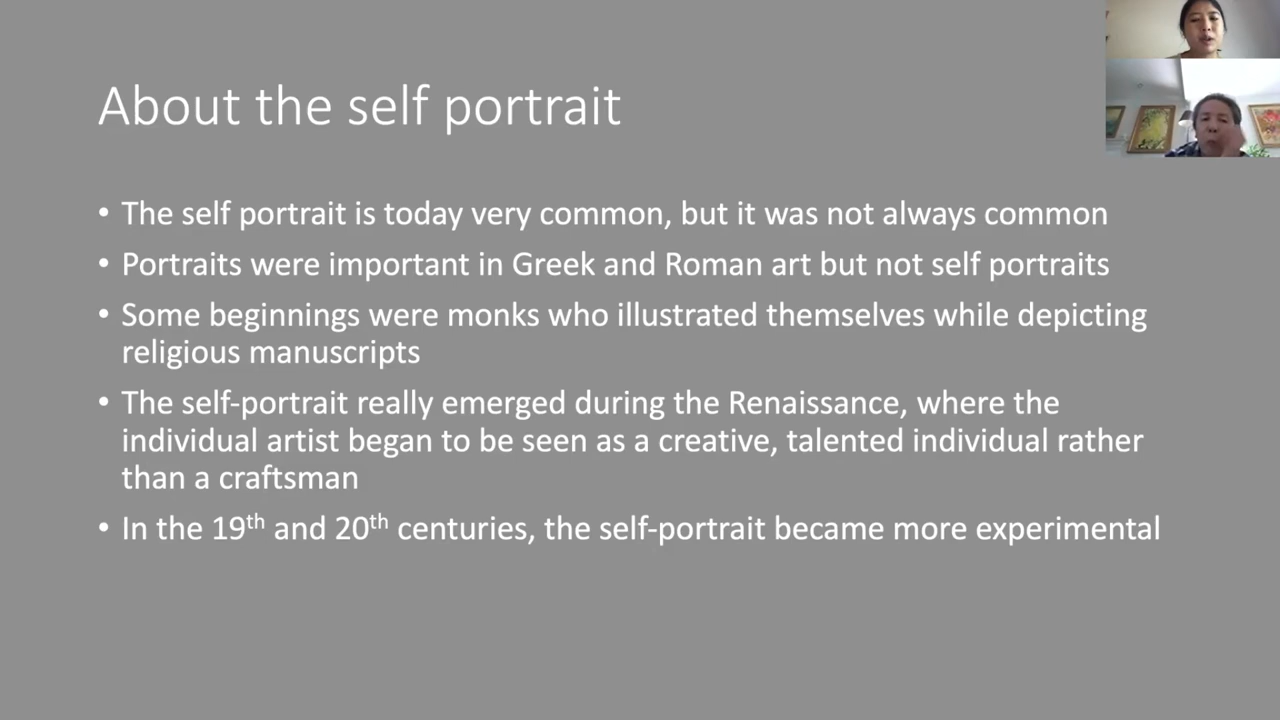 About the self portrait
• The self portrait is today very common, but it was not always common
• Portraits were important in Greek and Roman art but not self portraits
• Some beginnings were monks who illustrated themselves while depicting
religious manuscripts
• The self-portrait really emerged during the Renaissance, where the
individual artist began to be seen as a creative, talented individual rather
than a craftsman
• In the 19th and 20th centuries, the self-portrait became more experimental